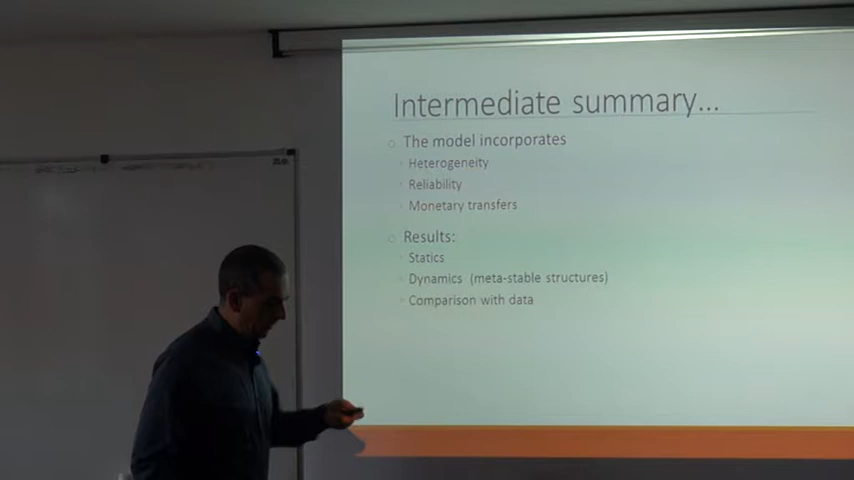 Intermediate summary...
The model incorporates
Heterogeneity
Reliability
Monetary transfers
Results:
Statics
Dynamics (meta-stable structures)
Comparison with data